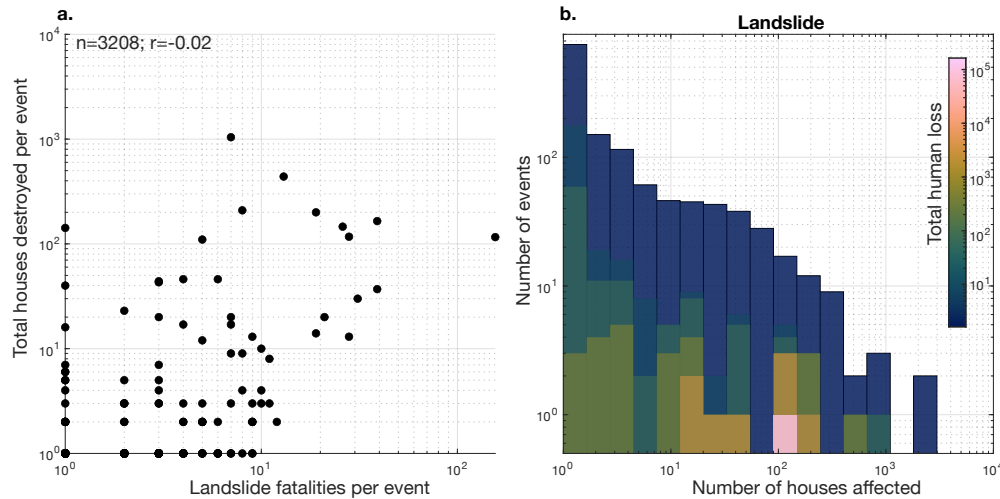 a.
n=3208; r=-0.02
10^4
10^3
10^2
10^1
10^0
Total houses destroyed per event
10^0
10^1
10^2
Landslide fatalities per event
b.
Landslide
10^2
10^1
10^0
Number of events
10^0
10^1
10^2
10^3
10^4
Number of houses affected
Total human loss
10^5
10^4
10^3
10^2
10^1